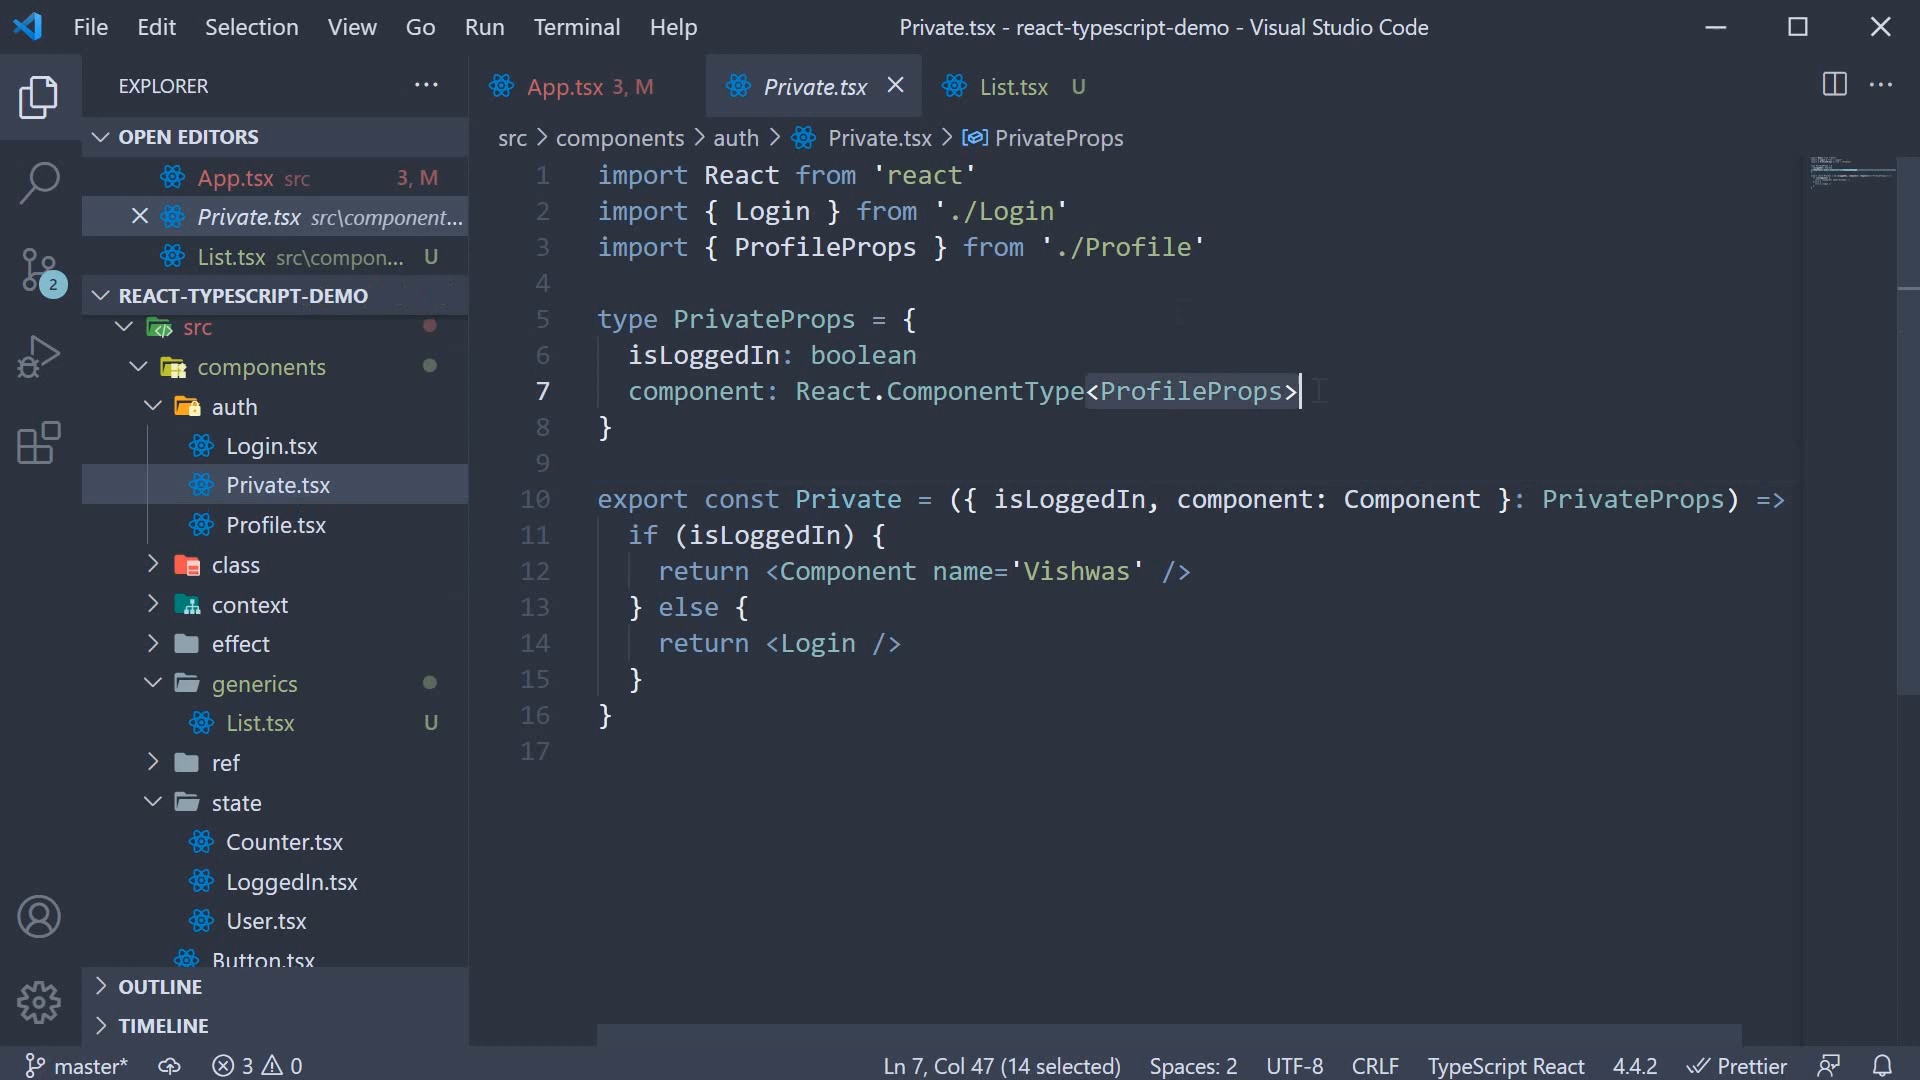 File Edit Selection View Go Run Terminal Help
Private.tsx - react-typescript-demo - Visual Studio Code
EXPLORER
OPEN EDITORS
App.tsx src 3, M
Private.tsx src\component...
List.tsx src\compon... U
REACT-TYPESCRIPT-DEMO
src
components
auth
Login.tsx
Private.tsx
Profile.tsx
class
context
effect
generics
List.tsx U
ref
state
Counter.tsx
LoggedIn.tsx
User.tsx
Button.tsx
OUTLINE
TIMELINE
2
App.tsx 3, M
Private.tsx
List.tsx U
src > components > auth > Private.tsx > PrivateProps
1 import React from 'react'
2 import { Login } from './Login'
3 import { ProfileProps } from './Profile'
4
5 type PrivateProps = {
6 isLoggedIn: boolean
7 component: React.ComponentType<ProfileProps>
8 }
9
10 export const Private = ({ isLoggedIn, component: Component }: PrivateProps) =>
11 if (isLoggedIn) {
12 return <Component name='Vishwas' />
13 } else {
14 return <Login />
15 }
16 }
17
master* 3 0
Ln 7, Col 47 (14 selected) Spaces: 2 UTF-8 CRLF TypeScript React 4.4.2 Prettier